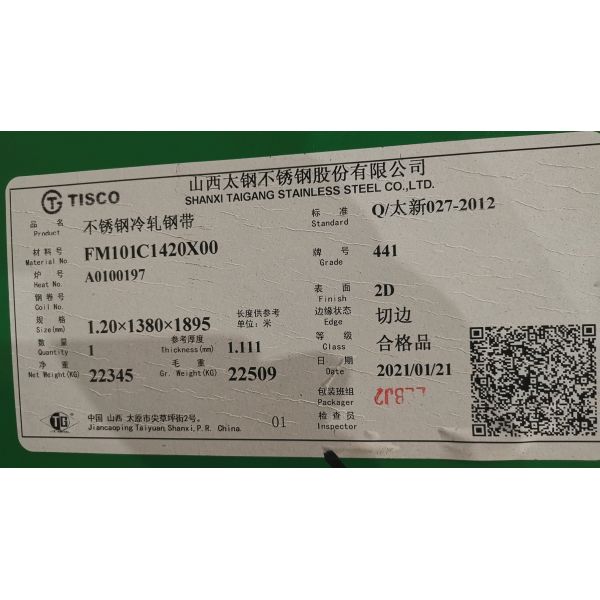 TISCO
山西太钢不锈钢股份有限公司
SHANXI TAIGANG STAINLESS STEEL CO.,LTD.
品 名 不锈钢冷轧钢带
Product
标 准 Q/太新027-2012
Standard
材料号 FM101C1420X00
Material No.
牌 号 441
Grade
炉 号 A0100197
Heat No.
钢卷号
Coil No.
表 面 2D
Finish
规 格 1.20×1380×1895
Size(mm)
长度供参考
单位：米
边缘状态 切边
Edge
数 量 1
Quantity
参考厚度 1.111
Thickness(mm)
等 级 合格品
Class
净 重 22345
Net Weight(KG)
毛 重 22509
Gr. Weight(KG)
日 期 2021/01/21
Date
包装班组
Packager
TG
中国 山西 太原市尖草坪街2号。
Jiancaoping Taiyuan,Shanxi,P.R. China.
01
检查员
Inspector